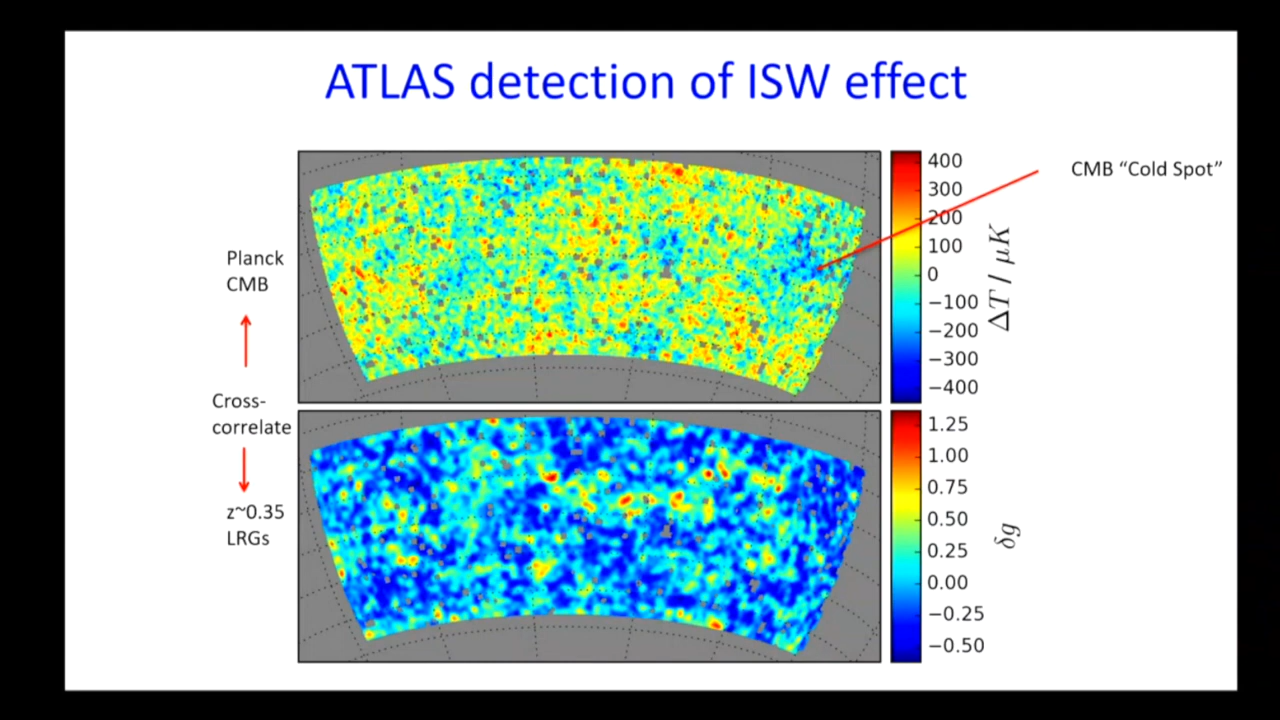 ATLAS detection of ISW effect
CMB “Cold Spot”
Planck
CMB
Cross-
correlate
z~0.35
LRGs
400
300
200
100
0
−100
−200
−300
−400
ΔT / μK
1.25
1.00
0.75
0.50
0.25
0.00
−0.25
−0.50
δg